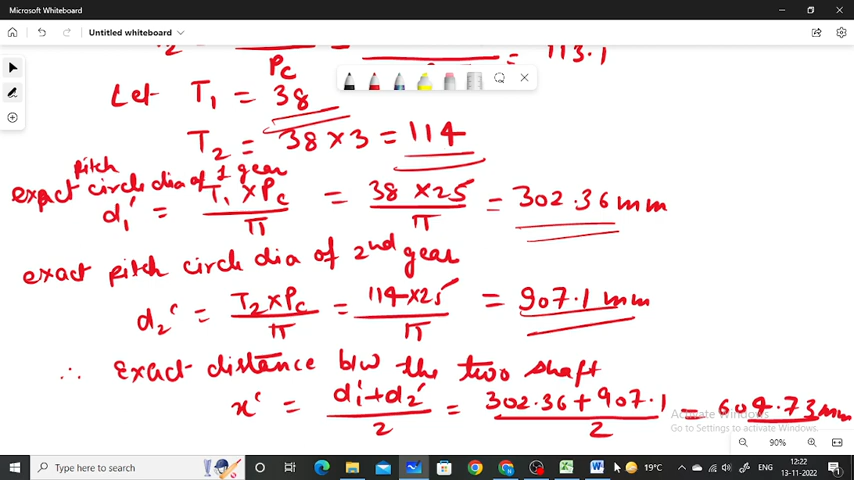 Microsoft Whiteboard
Untitled whiteboard
2 = = = 113.1
Pc
Let T1 = 38
T2 = 38 × 3 = 114
pitch
exact circle dia of 1 gear
d1' = T1 × Pc / π = 38 × 25 / π = 302.36 mm
exact pitch circle dia of 2nd gear
d2' = T2 × Pc / π = 114 × 25 / π = 907.1 mm
∴ Exact distance b/w the two shaft
x' = d1' + d2' / 2 = 302.36 + 907.1 / 2 = 604.73 mm
Activate Windows
Go to Settings to activate Windows.
90%
Type here to search
19°C
ENG
12:22
13-11-2022